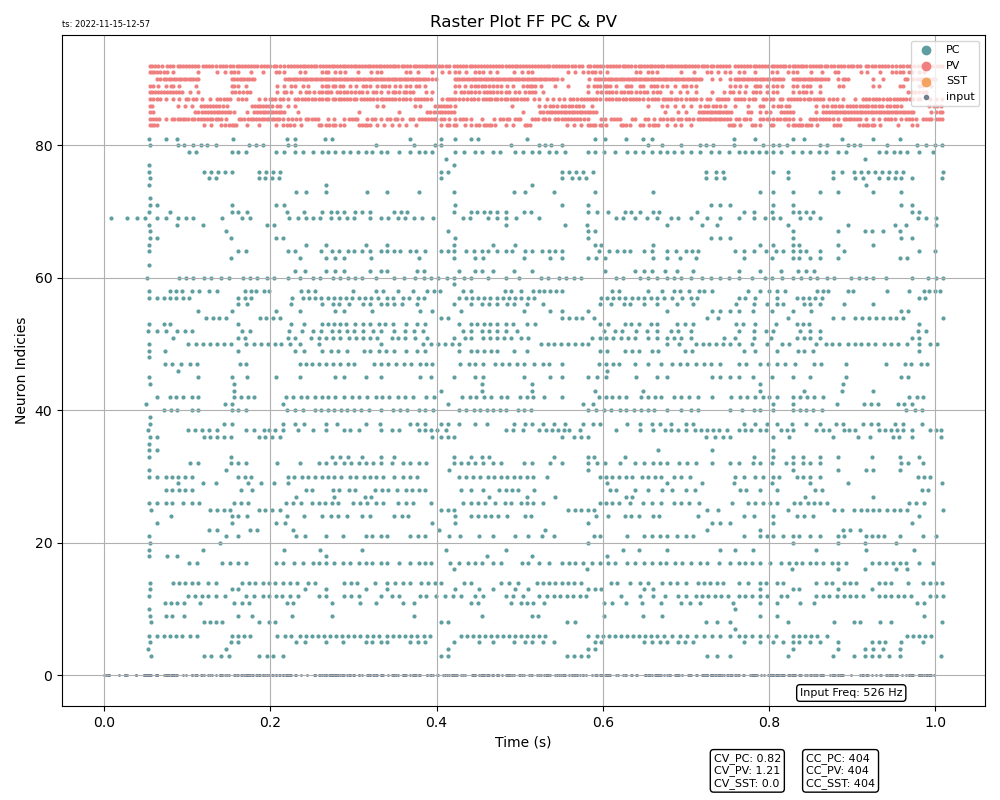 ts: 2022-11-15-12-57
Raster Plot FF PC & PV
PC
PV
SST
input
Neuron Indicies
80
60
40
20
0
Input Freq: 526 Hz
0.0 0.2 0.4 0.6 0.8 1.0
Time (s)
CV_PC: 0.82
CV_PV: 1.21
CV_SST: 0.0
CC_PC: 404
CC_PV: 404
CC_SST: 404